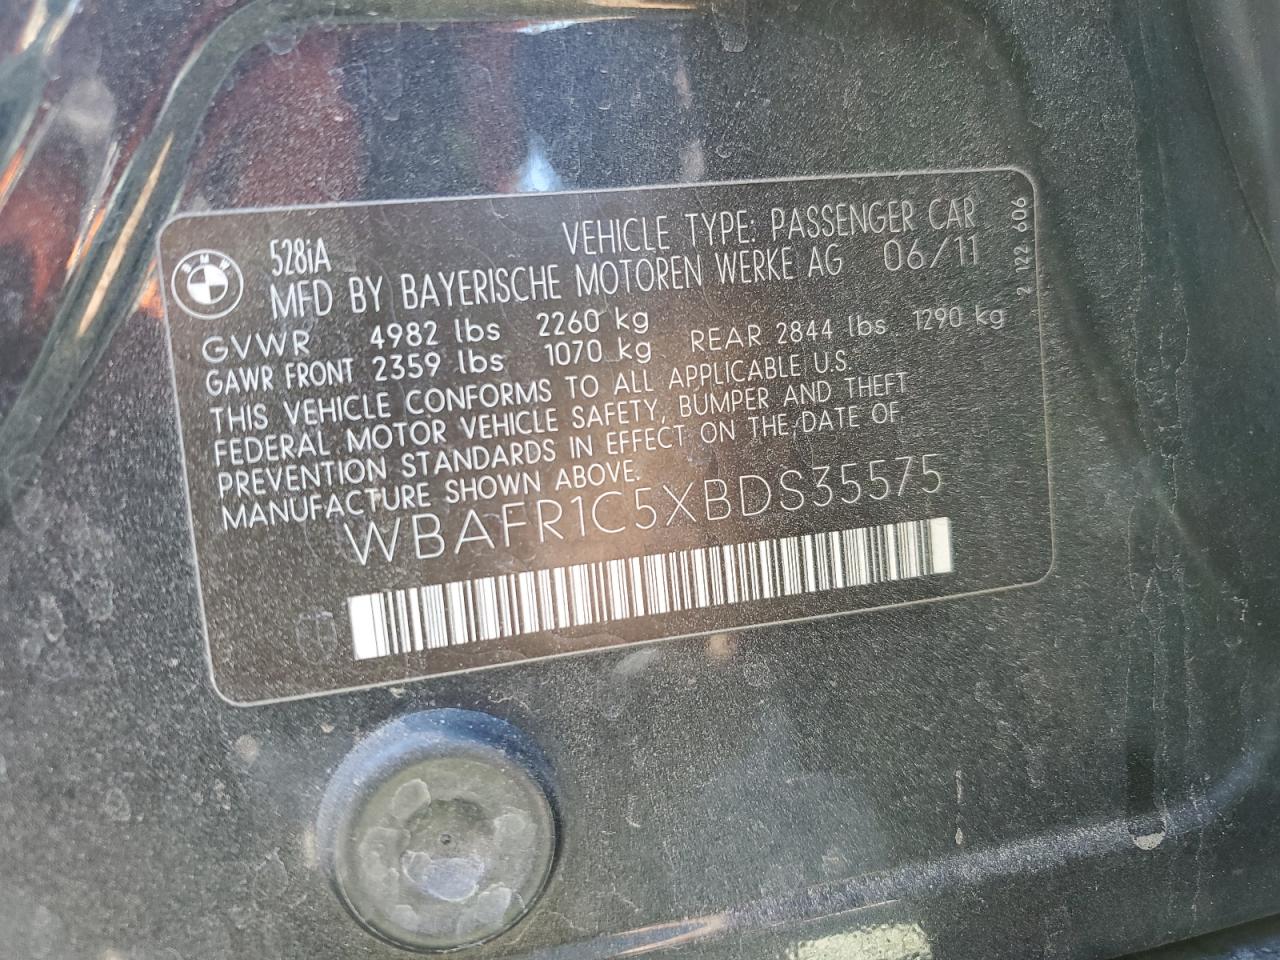 528iA VEHICLE TYPE: PASSENGER CAR
MFD BY BAYERISCHE MOTOREN WERKE AG 06/11
GVWR 4982 lbs 2260 kg
GAWR FRONT 2359 lbs 1070 kg REAR 2844 lbs 1290 kg
THIS VEHICLE CONFORMS TO ALL APPLICABLE U.S.
FEDERAL MOTOR VEHICLE SAFETY, BUMPER AND THEFT
PREVENTION STANDARDS IN EFFECT ON THE DATE OF
MANUFACTURE SHOWN ABOVE.
WBAFR1C5XBDS35575
2 122 606
BMW